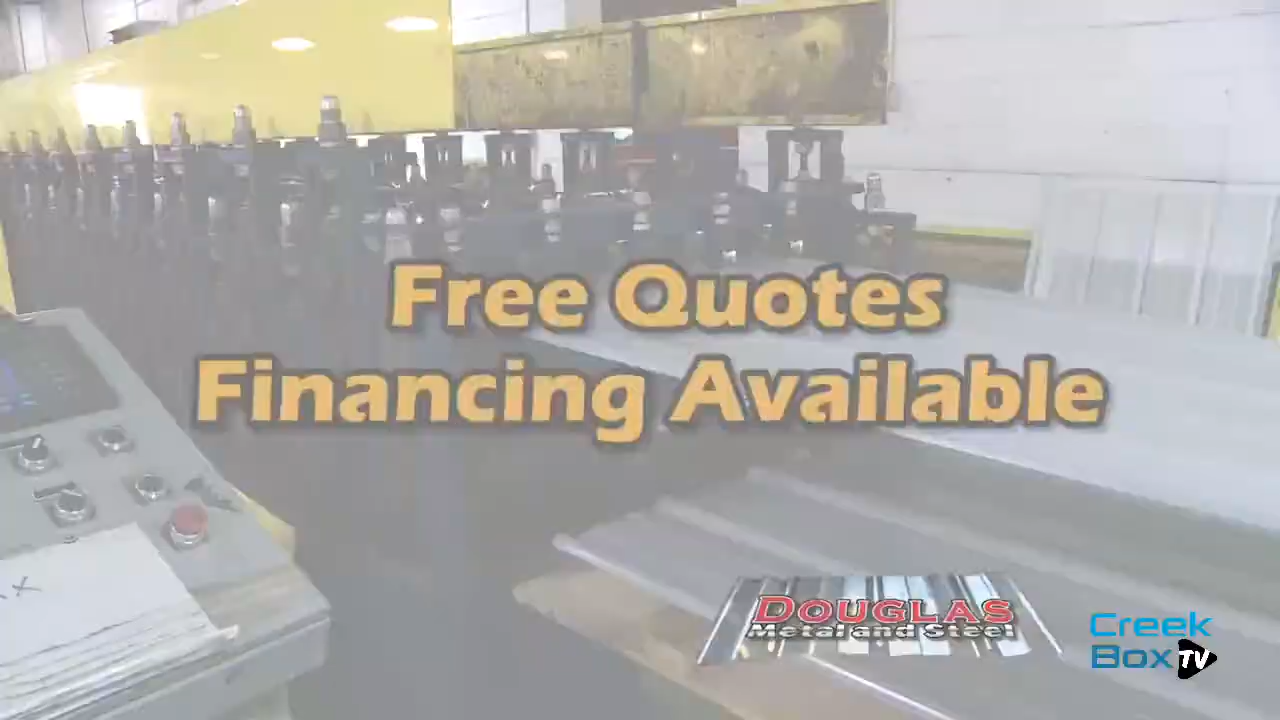 Free Quotes
Financing Available
DOUGLAS
Metal and Steel
Creek
Box TV